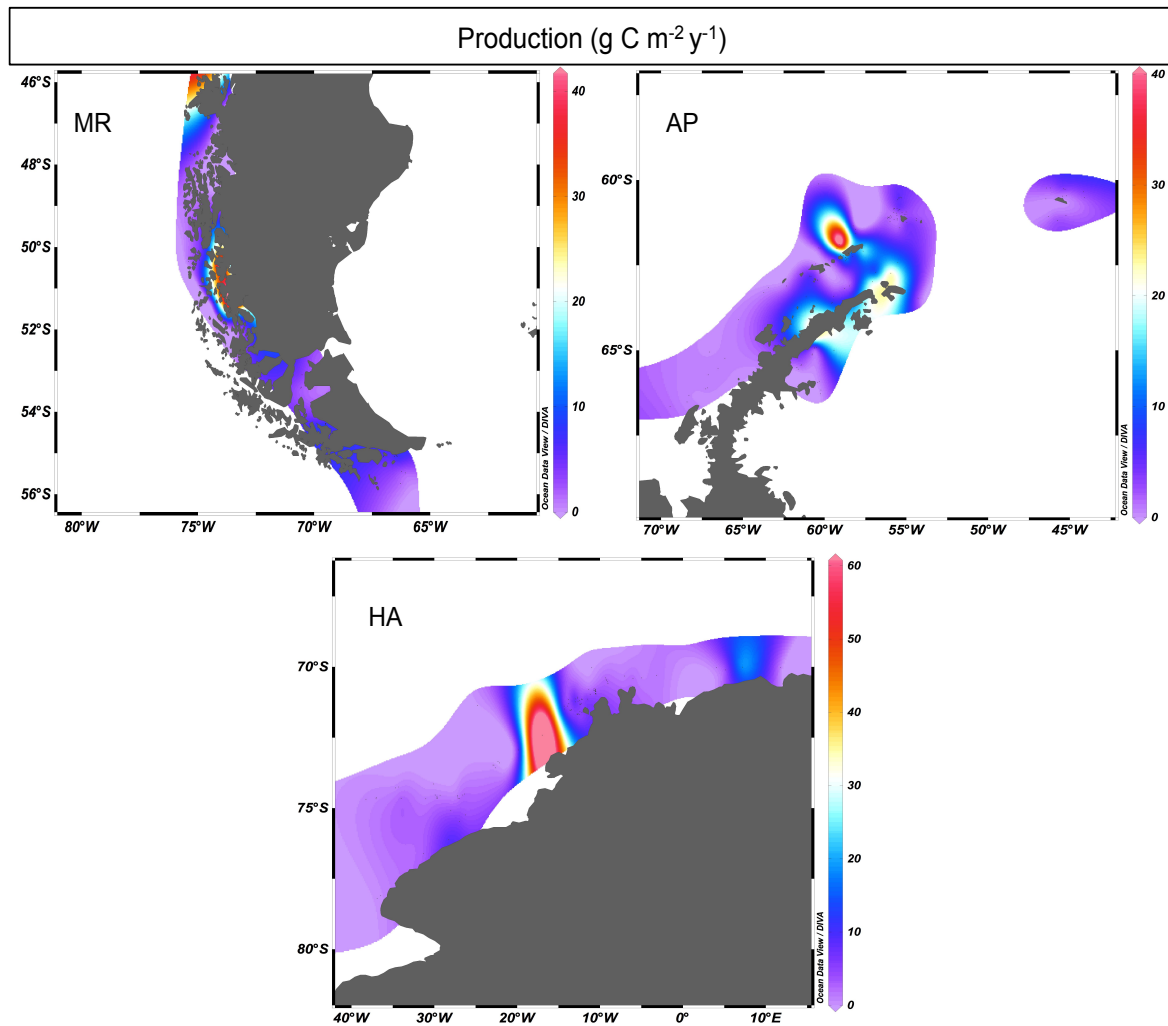 Production (g C m-2 y-1)
MR
46°S
48°S
50°S
52°S
54°S
56°S
80°W
75°W
70°W
65°W
40
30
20
10
0
Ocean Data View / DIVA
AP
60°S
65°S
70°W
65°W
60°W
55°W
50°W
45°W
40
30
20
10
0
Ocean Data View / DIVA
HA
70°S
75°S
80°S
40°W
30°W
20°W
10°W
0°
10°E
60
50
40
30
20
10
0
Ocean Data View / DIVA